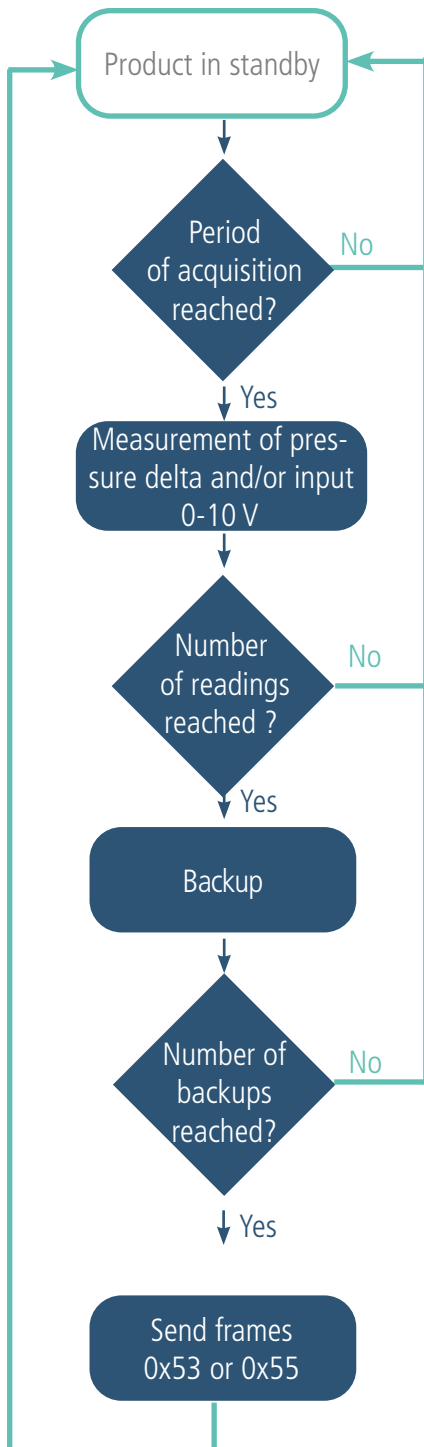 Product in standby
Period
of acquisition
reached?
No
Yes
Measurement of pres-
sure delta and/or input
0-10 V
Number
of readings
reached ?
No
Yes
Backup
Number of
backups
reached?
No
Yes
Send frames
0x53 or 0x55